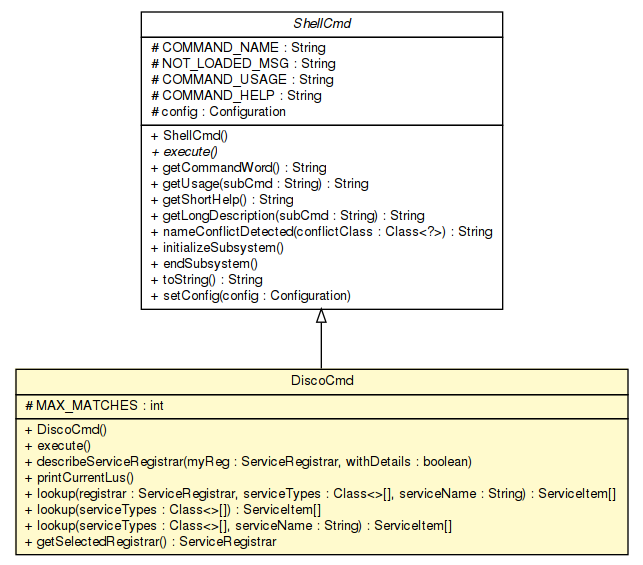 ShellCmd
# COMMAND_NAME : String
# NOT_LOADED_MSG : String
# COMMAND_USAGE : String
# COMMAND_HELP : String
# config : Configuration
+ ShellCmd()
+ execute()
+ getCommandWord() : String
+ getUsage(subCmd : String) : String
+ getShortHelp() : String
+ getLongDescription(subCmd : String) : String
+ nameConflictDetected(conflictClass : Class<?>) : String
+ initializeSubsystem()
+ endSubsystem()
+ toString() : String
+ setConfig(config : Configuration)
DiscoCmd
# MAX_MATCHES : int
+ DiscoCmd()
+ execute()
+ describeServiceRegistrar(myReg : ServiceRegistrar, withDetails : boolean)
+ printCurrentLus()
+ lookup(registrar : ServiceRegistrar, serviceTypes : Class<>[], serviceName : String) : ServiceItem[]
+ lookup(serviceTypes : Class<>[]) : ServiceItem[]
+ lookup(serviceTypes : Class<>[], serviceName : String) : ServiceItem[]
+ getSelectedRegistrar() : ServiceRegistrar